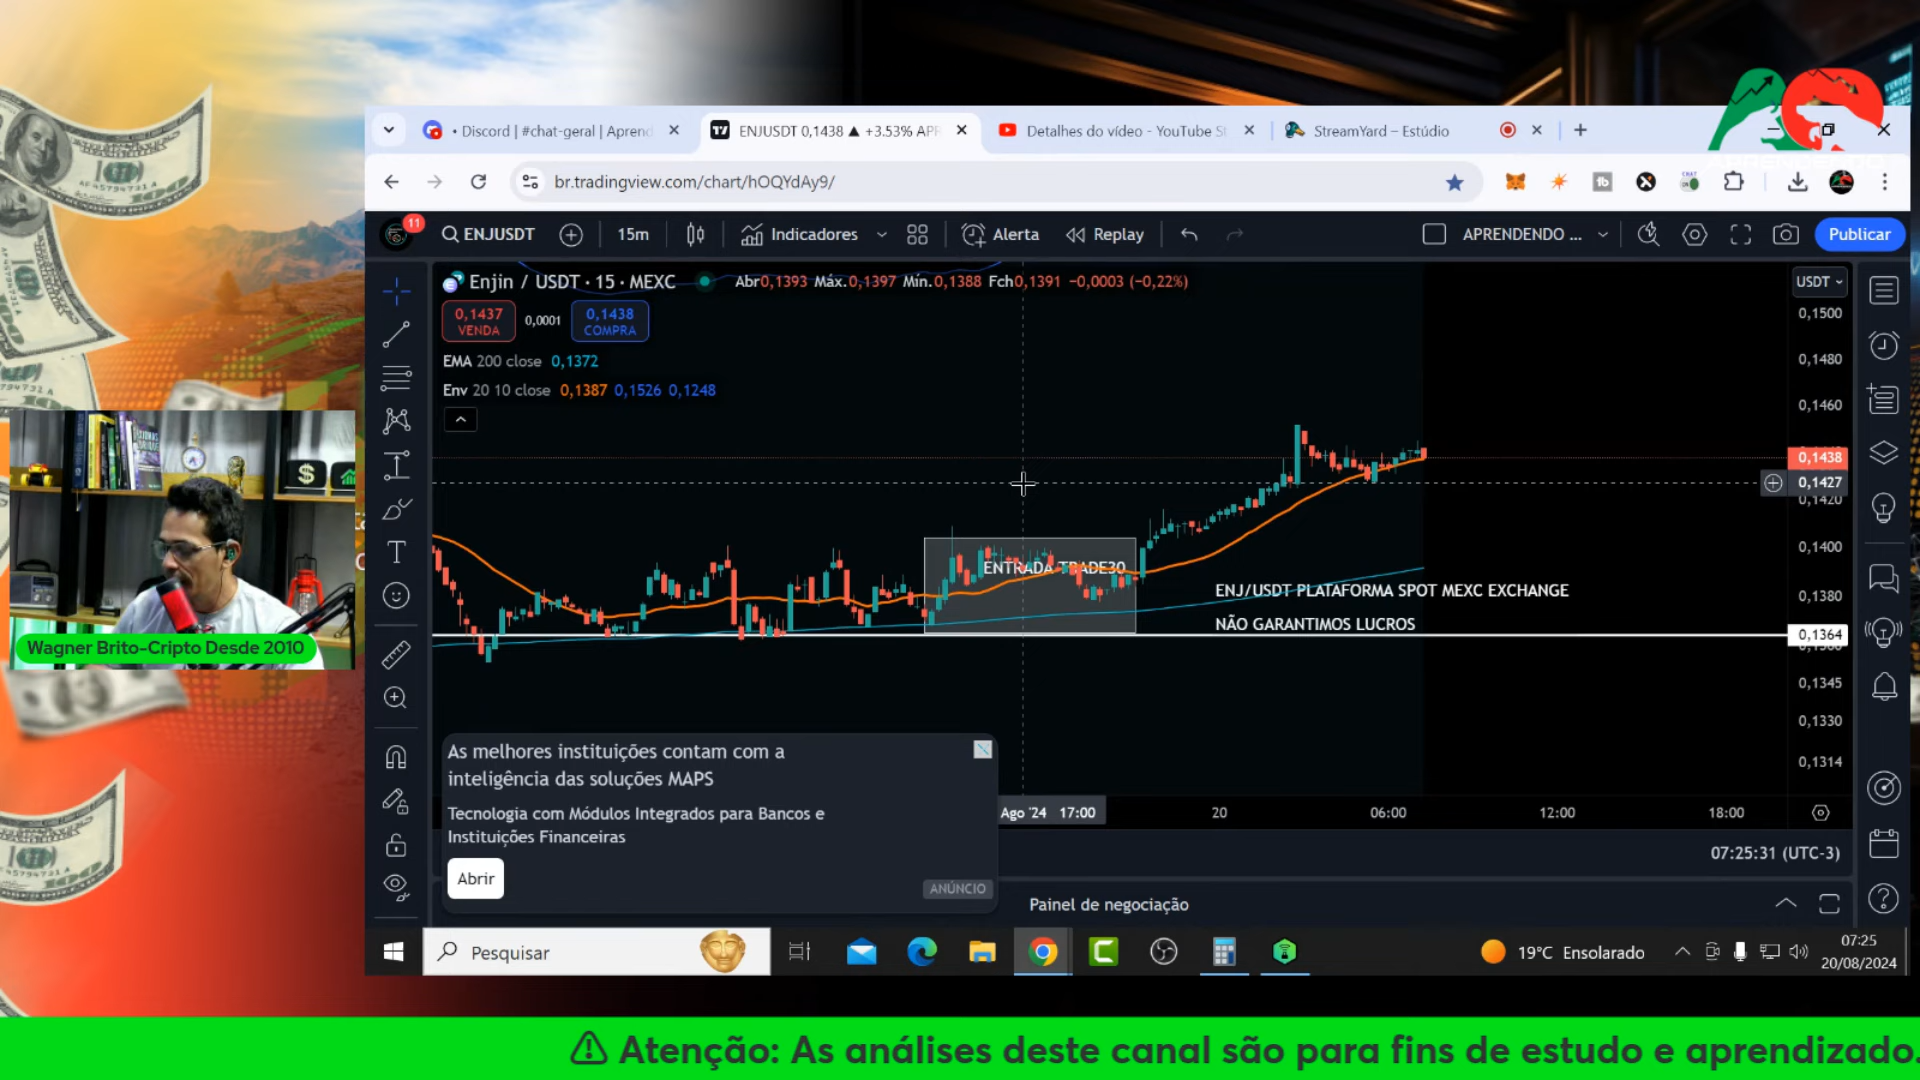 • Discord | #chat-geral | Aprend
ENJUSDT 0,1438 ▲ +3.53% APR
Detalhes do vídeo - YouTube St
StreamYard – Estúdio
br.tradingview.com/chart/hOQYdAy9/
11
ENJUSDT
15m
Indicadores
Alerta
Replay
APRENDENDO ...
Publicar
Enjin / USDT · 15 · MEXC
Abr0,1393 Máx.0,1397 Mín.0,1388 Fch0,1391 −0,0003 (−0,22%)
USDT
0,1437
VENDA
0,0001
0,1438
COMPRA
EMA 200 close 0,1372
Env 20 10 close 0,1387 0,1526 0,1248
0,1500
0,1480
0,1460
0,1438
0,1427
0,1420
0,1400
0,1380
0,1364
0,1345
0,1330
0,1314
ENTRADA TRADE30
ENJ/USDT PLATAFORMA SPOT MEXC EXCHANGE
NÃO GARANTIMOS LUCROS
Wagner Brito-Cripto Desde 2010
As melhores instituições contam com a
inteligência das soluções MAPS
Tecnologia com Módulos Integrados para Bancos e
Instituições Financeiras
Abrir
ANÚNCIO
Ago '24 17:00
20
06:00
12:00
18:00
07:25:31 (UTC-3)
Painel de negociação
Pesquisar
19°C Ensolarado
07:25
20/08/2024
Atenção: As análises deste canal são para fins de estudo e aprendizado.